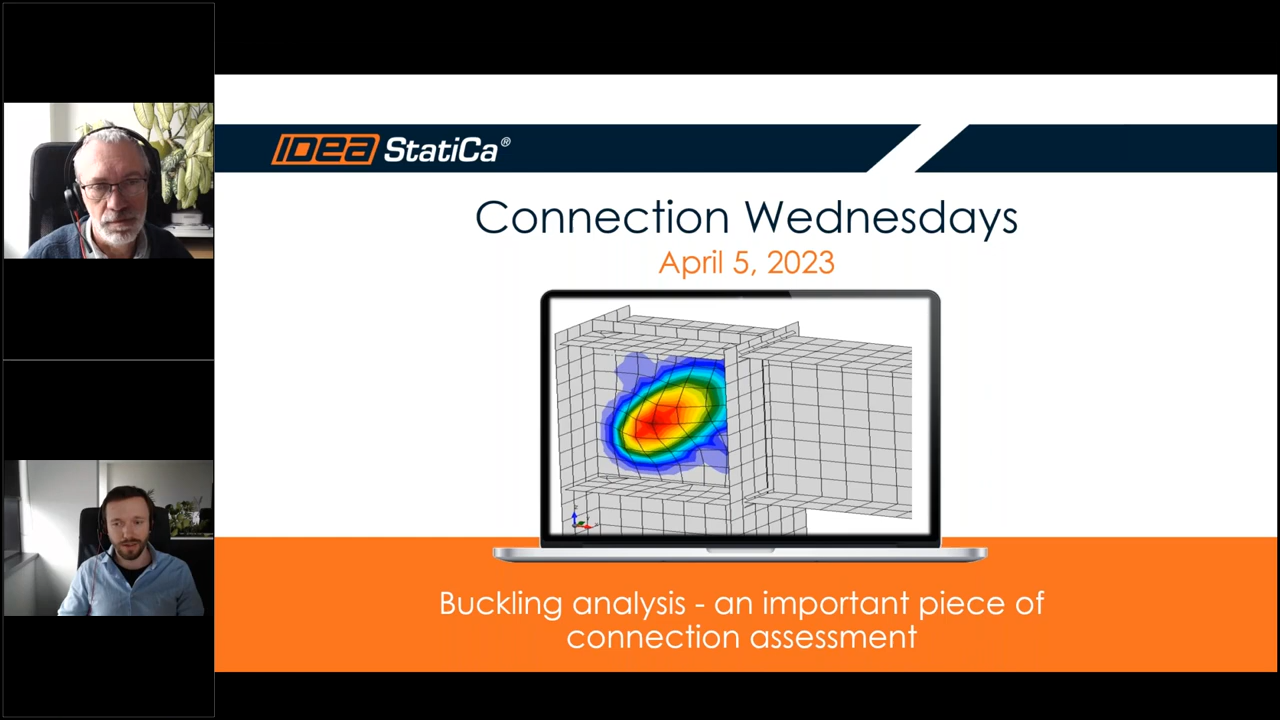 IDEA StatiCa®
Connection Wednesdays
April 5, 2023
Buckling analysis - an important piece of
connection assessment